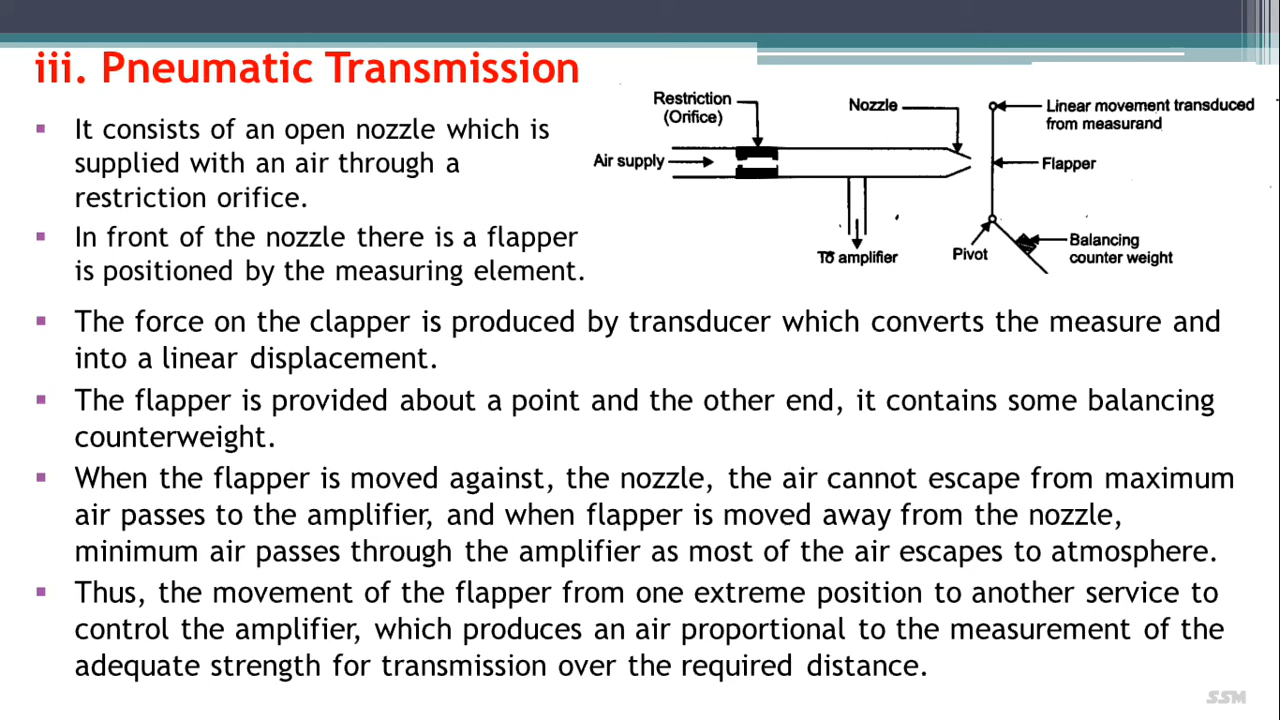 iii. Pneumatic Transmission
▪ It consists of an open nozzle which is
supplied with an air through a
restriction orifice.
▪ In front of the nozzle there is a flapper
is positioned by the measuring element.
Restriction
(Orifice)
Nozzle
Linear movement transduced
from measurand
Air supply
Flapper
To amplifier
Pivot
Balancing
counter weight
▪ The force on the clapper is produced by transducer which converts the measure and
into a linear displacement.
▪ The flapper is provided about a point and the other end, it contains some balancing
counterweight.
▪ When the flapper is moved against, the nozzle, the air cannot escape from maximum
air passes to the amplifier, and when flapper is moved away from the nozzle,
minimum air passes through the amplifier as most of the air escapes to atmosphere.
▪ Thus, the movement of the flapper from one extreme position to another service to
control the amplifier, which produces an air proportional to the measurement of the
adequate strength for transmission over the required distance.
SSM